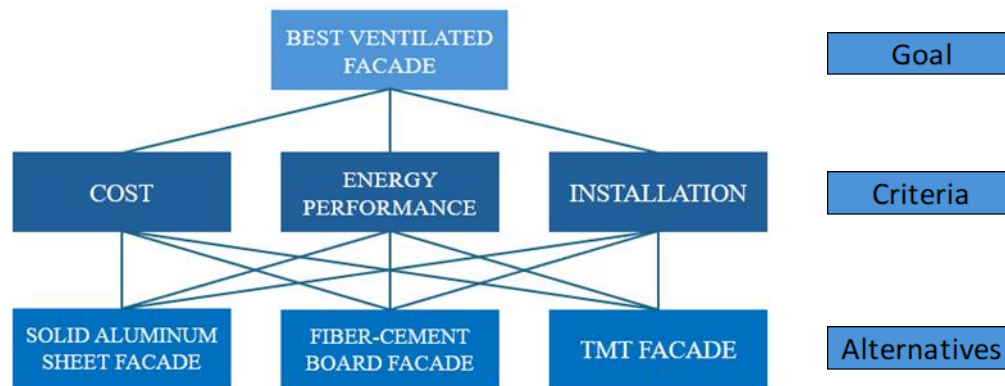 BEST VENTILATED
FACADE
Goal
COST
ENERGY
PERFORMANCE
INSTALLATION
Criteria
SOLID ALUMINUM
SHEET FACADE
FIBER-CEMENT
BOARD FACADE
TMT FACADE
Alternatives